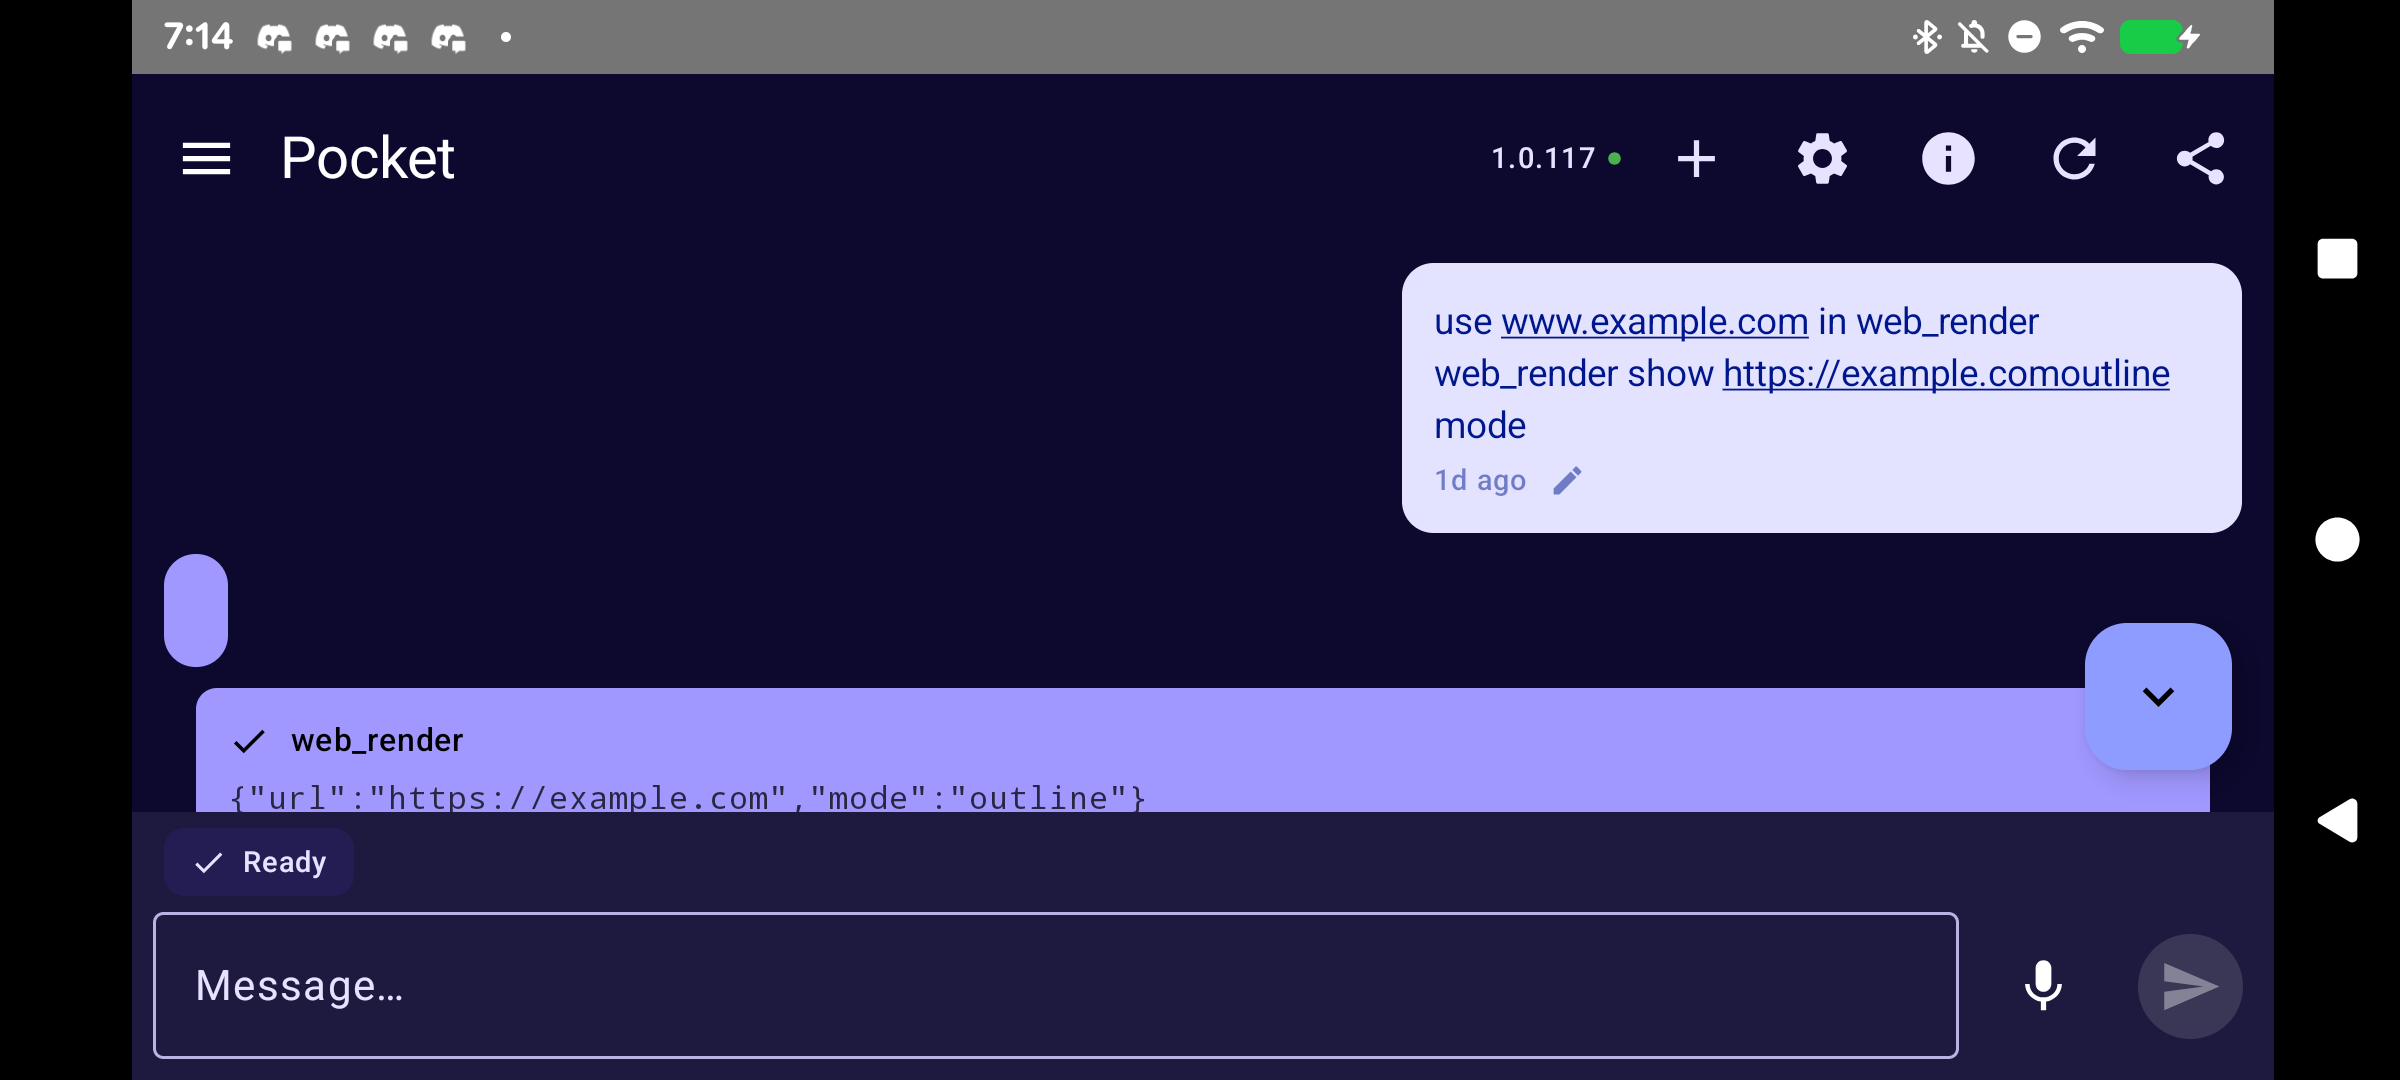 7:14
Pocket
1.0.117
use www.example.com in web_render
web_render show https://example.comoutline
mode
1d ago
web_render
{"url":"https://example.com","mode":"outline"}
Ready
Message…